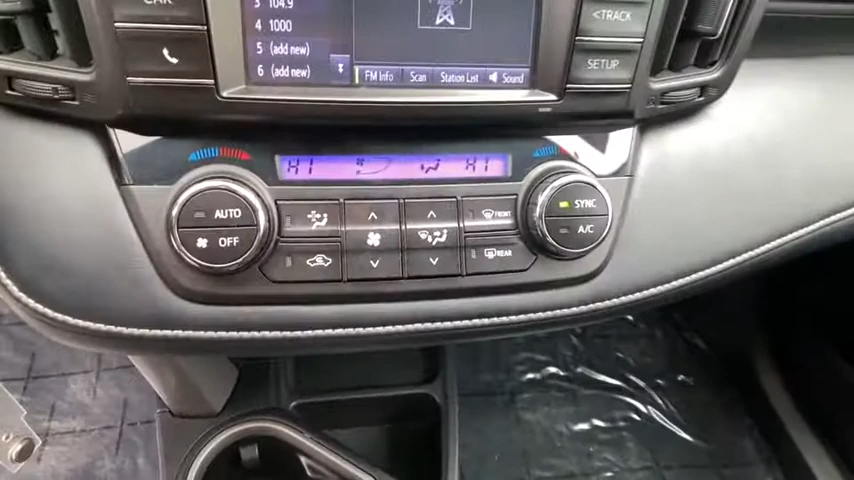 3 104.9
4 1000
5 (add new)
6 (add new)
FM Info Scan Station List Sound
TRACK
SETUP
HI HI
AUTO
OFF
FRONT
REAR
SYNC
A/C